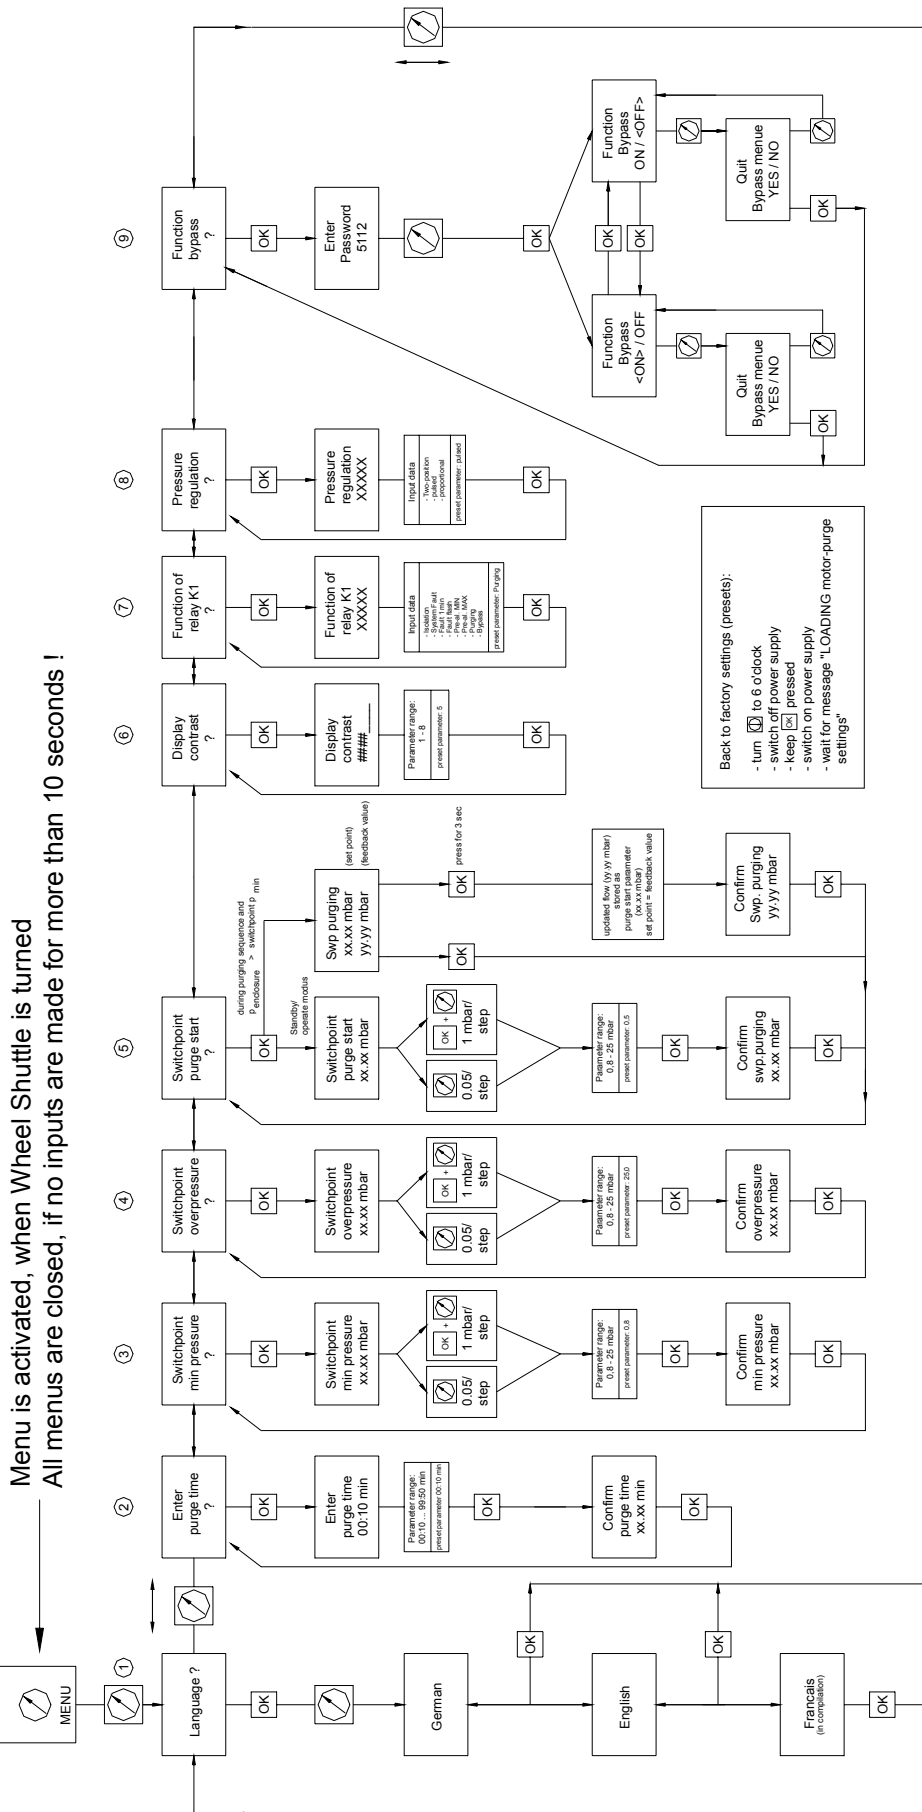 Menu is activated, when Wheel Shuttle is turned
All menus are closed, if no inputs are made for more than 10 seconds !
MENU
1
Language ?
OK
German
OK
English
OK
Francais
(in compilation)
OK
2
Enter
purge time
?
OK
Enter
purge time
00:10 min
Parameter range:
00:10 ... 99:50 min
preset parameter 00:10 min
OK
Confirm
purge time
xx.xx min
OK
3
Switchpoint
min pressure
?
OK
Switchpoint
min pressure
xx.xx mbar
0.05/
step
OK +
1 mbar/
step
Parameter range:
0,8 - 25 mbar
preset parameter: 0,8
OK
Confirm
min pressure
xx.xx mbar
OK
4
Switchpoint
overpressure
?
OK
Switchpoint
overpressure
xx.xx mbar
0.05/
step
OK +
1 mbar/
step
Parameter range:
0,8 - 25 mbar
preset parameter: 25,0
OK
Confirm
overpressure
xx.xx mbar
OK
5
Switchpoint
purge start
?
OK
during purging sequence and
p enclosure > switchpoint p min
Standby/
operate modus
Switchpoint
purge start
xx.xx mbar
0.05/
step
OK +
1 mbar/
step
Parameter range:
0,8 - 25 mbar
preset parameter: 0,5
OK
Confirm
swp.purging
xx.xx mbar
OK
Swp purging
xx.xx mbar
yy.yy mbar
(set point)
(feedback value)
OK
OK
press for 3 sec
updated flow (yy.yy mbar)
stored as
purge start parameter
(xx.xx mbar)
set point = feedback value
Confirm
Swp. purging
yy.yy mbar
OK
6
Display
contrast
?
OK
Display
contrast
####____
Parameter range:
1 - 8
preset parameter: 5
OK
7
Function of
relay K1
?
OK
Function of
relay K1
XXXXX
Input data
- Isolation
- System Fault
- Fault 1 min
- Fault flash
- Pre-al. MIN
- Pre-al. MAX
- Purging
- Bypass
preset parameter: Purging
OK
8
Pressure
regulation
?
OK
Pressure
regulation
XXXXX
Input data
- Two-position
- pulsed
- proportional
preset parameter: pulsed
OK
9
Function
bypass
?
OK
Enter
Password
5112
OK
Function
Bypass
<ON> / OFF
OK
OK
Function
Bypass
ON / <OFF>
Quit
Bypass menue
YES / NO
OK
Quit
Bypass menue
YES / NO
OK
Back to factory settings (presets):
- turn to 6 o'clock
- switch off power supply
- keep OK pressed
- switch on power supply
- wait for message "LOADING motor-purge
settings"